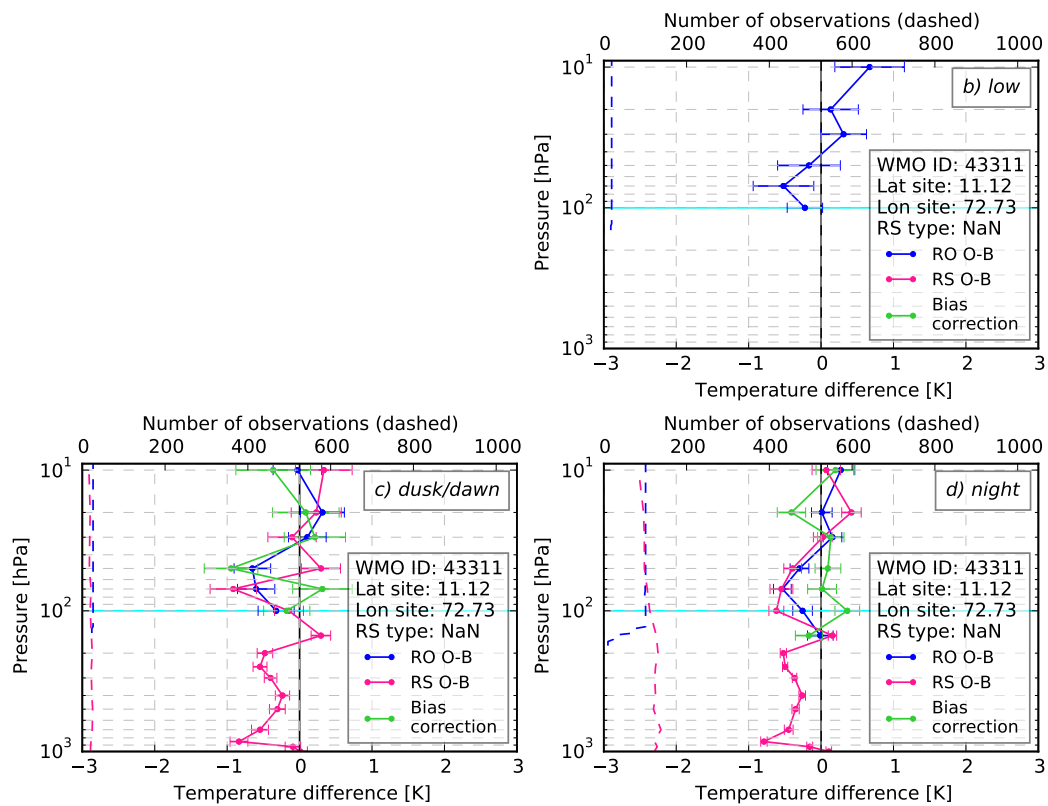 Number of observations (dashed)
0 200 400 600 800 1000
10¹
b) low
WMO ID: 43311
Lat site: 11.12
Lon site: 72.73
RS type: NaN
RO O-B
RS O-B
Bias
correction
10²
10³
Pressure [hPa]
−3 −2 −1 0 1 2 3
Temperature difference [K]
Number of observations (dashed)
0 200 400 600 800 1000
10¹
c) dusk/dawn
WMO ID: 43311
Lat site: 11.12
Lon site: 72.73
RS type: NaN
RO O-B
RS O-B
Bias
correction
10²
10³
Pressure [hPa]
−3 −2 −1 0 1 2 3
Temperature difference [K]
Number of observations (dashed)
0 200 400 600 800 1000
10¹
d) night
WMO ID: 43311
Lat site: 11.12
Lon site: 72.73
RS type: NaN
RO O-B
RS O-B
Bias
correction
10²
10³
Pressure [hPa]
−3 −2 −1 0 1 2 3
Temperature difference [K]